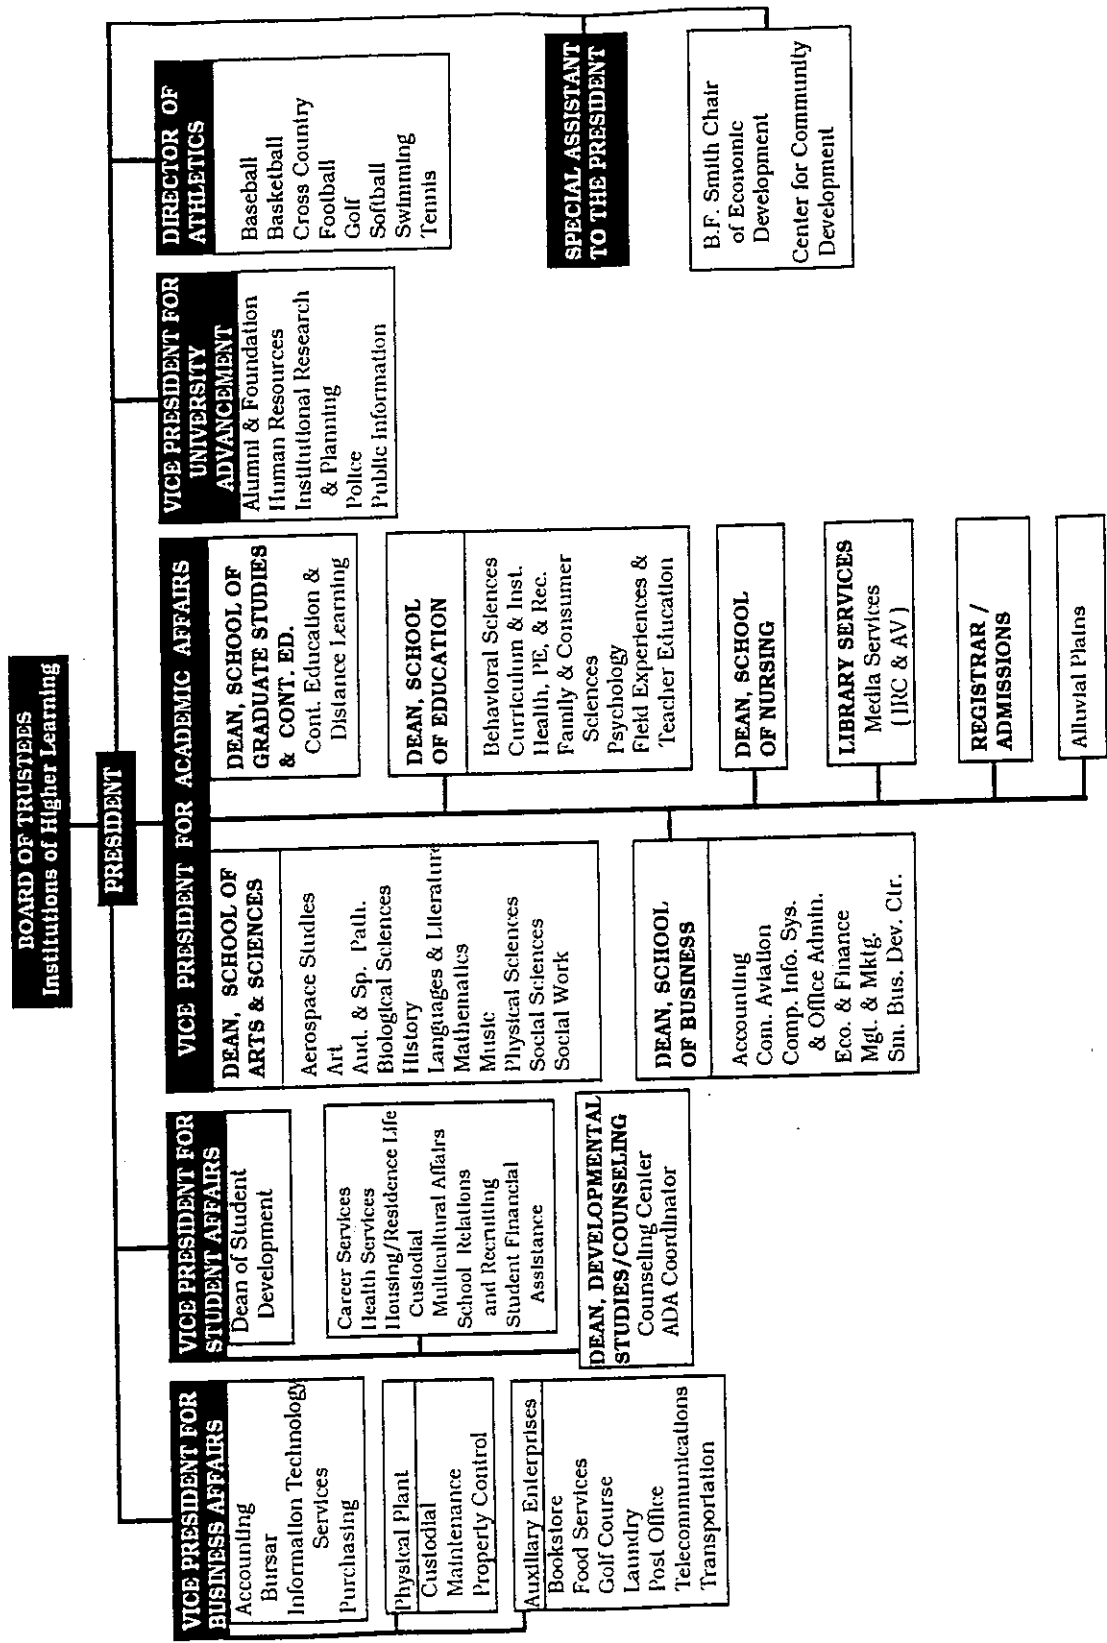 BOARD OF TRUSTEES
Institutions of Higher Learning
PRESIDENT
VICE PRESIDENT FOR
BUSINESS AFFAIRS
Accounting
Bursar
Information Technology
Services
Purchasing
Physical Plant
Custodial
Maintenance
Property Control
Auxiliary Enterprises
Bookstore
Food Services
Golf Course
Laundry
Post Office
Telecommunications
Transportation
VICE PRESIDENT FOR
STUDENT AFFAIRS
Dean of Student
Development
Career Services
Health Services
Housing/Residence Life
Custodial
Multicultural Affairs
School Relations
and Recruiting
Student Financial
Assistance
DEAN, DEVELOPMENTAL
STUDIES/COUNSELING
Counseling Center
ADA Coordinator
VICE PRESIDENT FOR ACADEMIC AFFAIRS
DEAN, SCHOOL OF
ARTS & SCIENCES
Aerospace Studies
Art
Aud. & Sp. Path.
Biological Sciences
History
Languages & Literature
Mathematics
Music
Physical Sciences
Social Sciences
Social Work
DEAN, SCHOOL
OF BUSINESS
Accounting
Com. Aviation
Comp. Info. Sys.
& Office Admin.
Eco. & Finance
Mgt. & Mktg.
Sm. Bus. Dev. Ctr.
DEAN, SCHOOL OF
GRADUATE STUDIES
& CONT. ED.
Cont. Education &
Distance Learning
DEAN, SCHOOL
OF EDUCATION
Behavioral Sciences
Curriculum & Inst.
Health, PE, & Rec.
Family & Consumer
Sciences
Psychology
Field Experiences &
Teacher Education
DEAN, SCHOOL
OF NURSING
LIBRARY SERVICES
Media Services
( IRC & AV )
REGISTRAR /
ADMISSIONS
Alluvial Plains
VICE PRESIDENT FOR
UNIVERSITY
ADVANCEMENT
Alumni & Foundation
Human Resources
Institutional Research
& Planning
Police
Public Information
DIRECTOR OF
ATHLETICS
Baseball
Basketball
Cross Country
Football
Golf
Softball
Swimming
Tennis
SPECIAL ASSISTANT
TO THE PRESIDENT
B.F. Smith Chair
of Economic
Development
Center for Community
Development